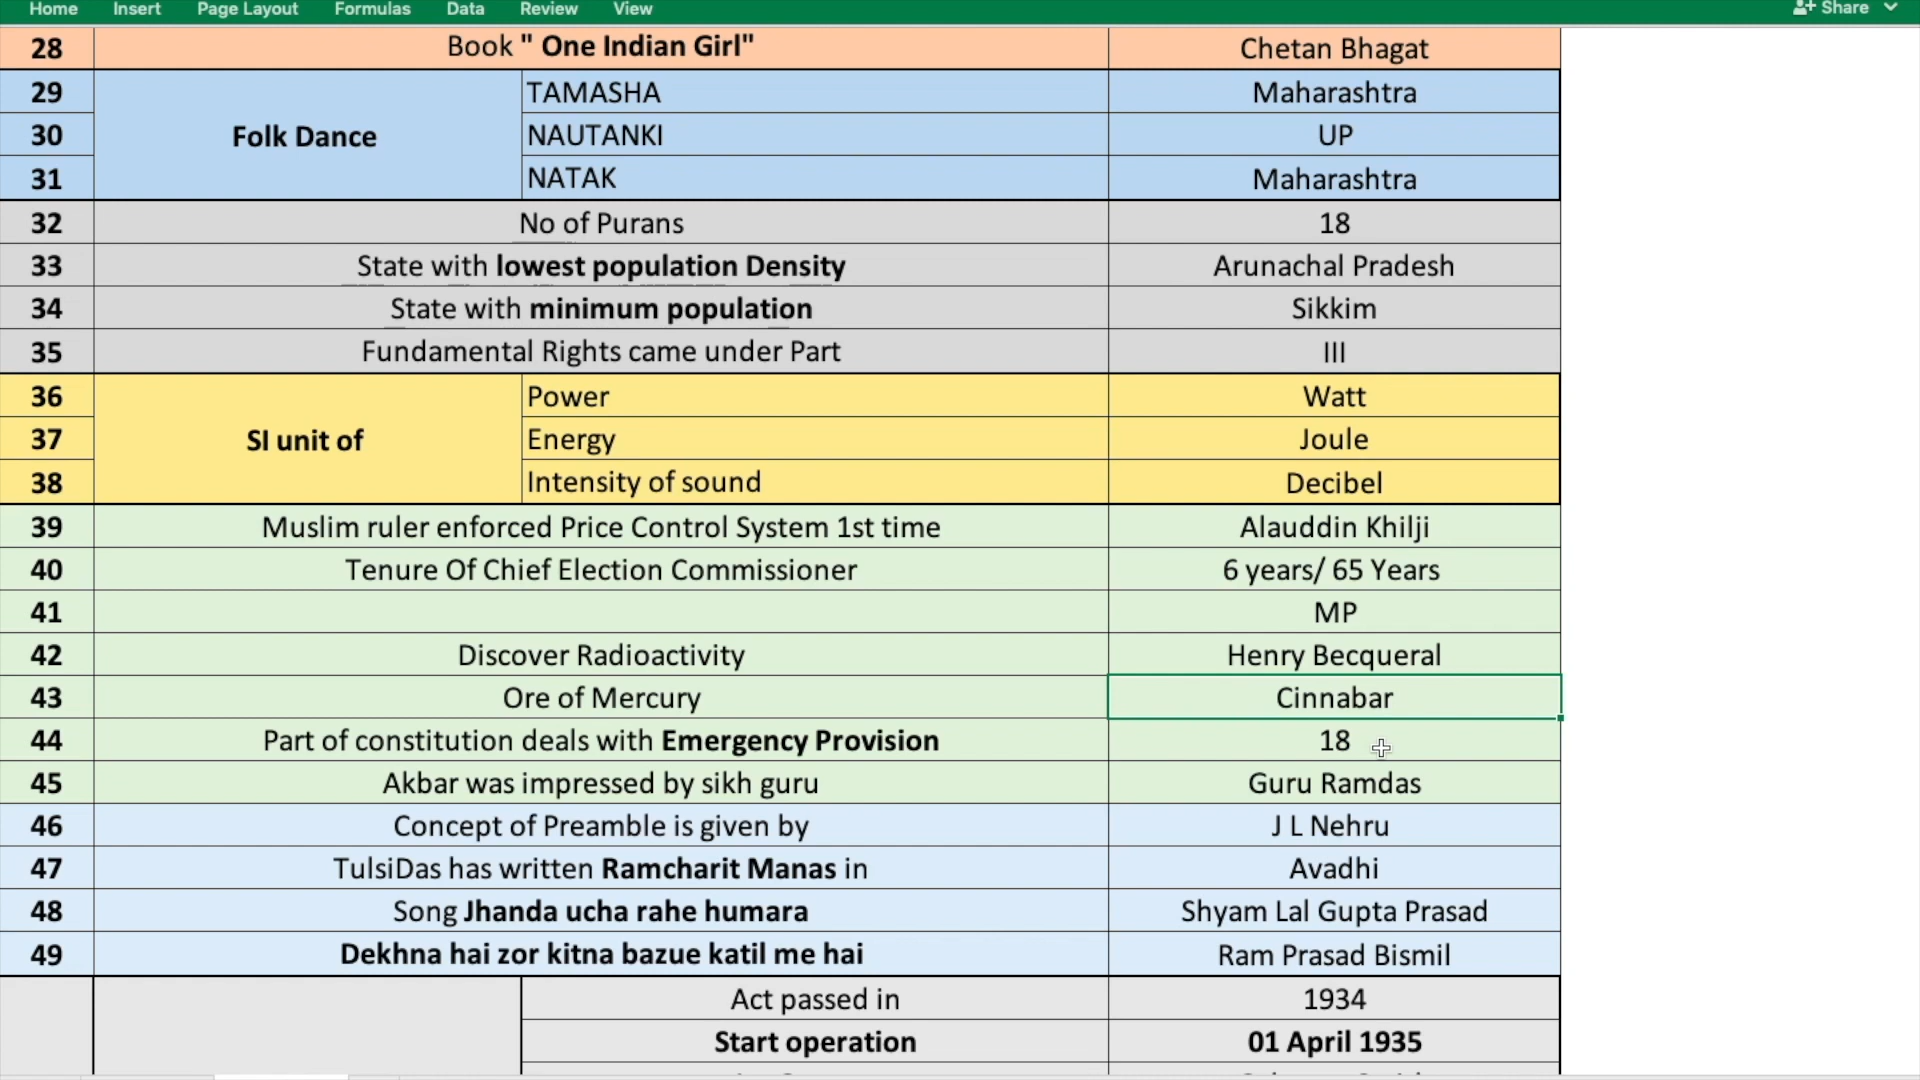 Home Insert Page Layout Formulas Data Review View Share
28 Book " One Indian Girl" Chetan Bhagat
29 TAMASHA Maharashtra
Folk Dance
30 NAUTANKI UP
31 NATAK Maharashtra
32 No of Purans 18
33 State with lowest population Density Arunachal Pradesh
34 State with minimum population Sikkim
35 Fundamental Rights came under Part III
36 Power Watt
SI unit of
37 Energy Joule
38 Intensity of sound Decibel
39 Muslim ruler enforced Price Control System 1st time Alauddin Khilji
40 Tenure Of Chief Election Commissioner 6 years/ 65 Years
41 MP
42 Discover Radioactivity Henry Becqueral
43 Ore of Mercury Cinnabar
44 Part of constitution deals with Emergency Provision 18
45 Akbar was impressed by sikh guru Guru Ramdas
46 Concept of Preamble is given by J L Nehru
47 TulsiDas has written Ramcharit Manas in Avadhi
48 Song Jhanda ucha rahe humara Shyam Lal Gupta Prasad
49 Dekhna hai zor kitna bazue katil me hai Ram Prasad Bismil
Act passed in 1934
Start operation 01 April 1935